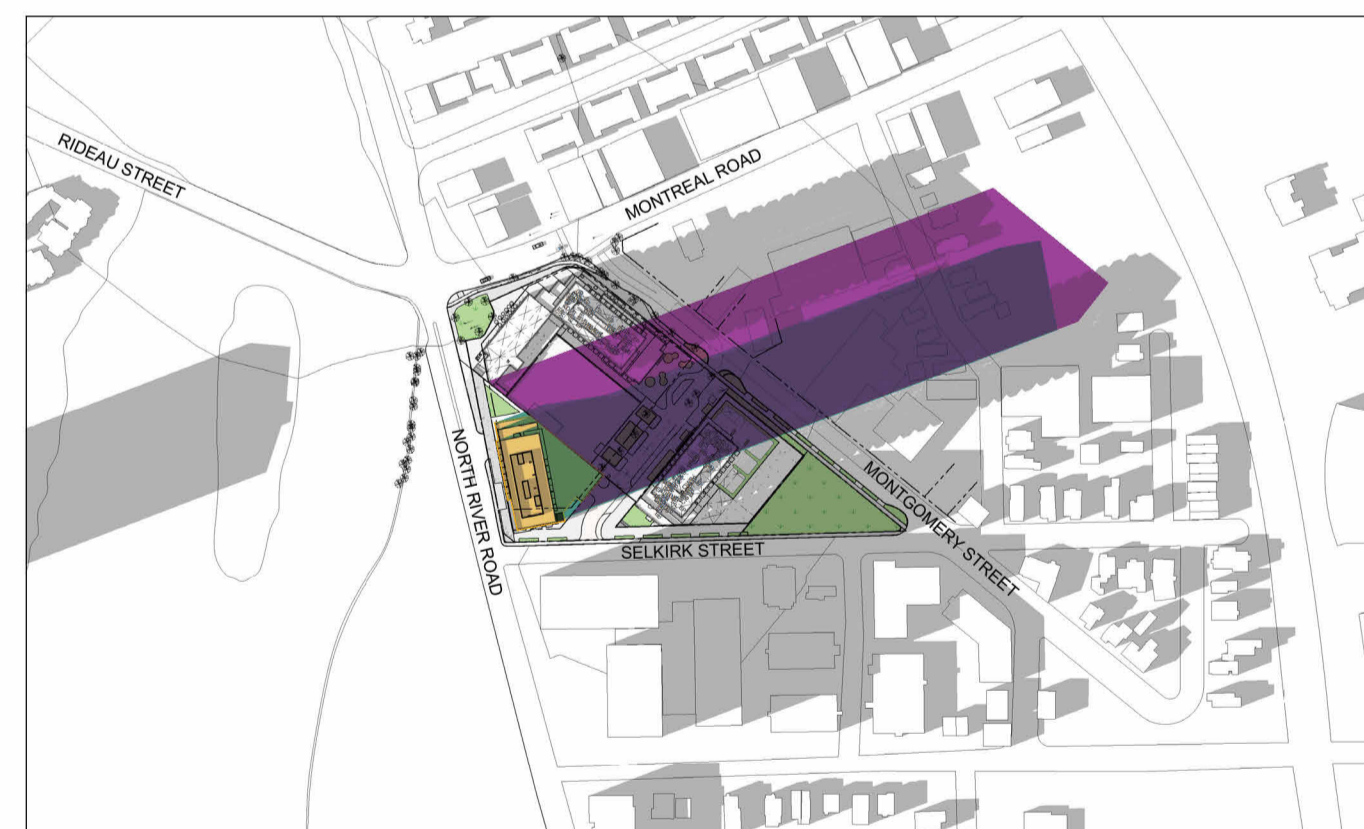 RIDEAU STREET
MONTREAL ROAD
NORTH RIVER ROAD
MONTGOMERY STREET
SELKIRK STREET